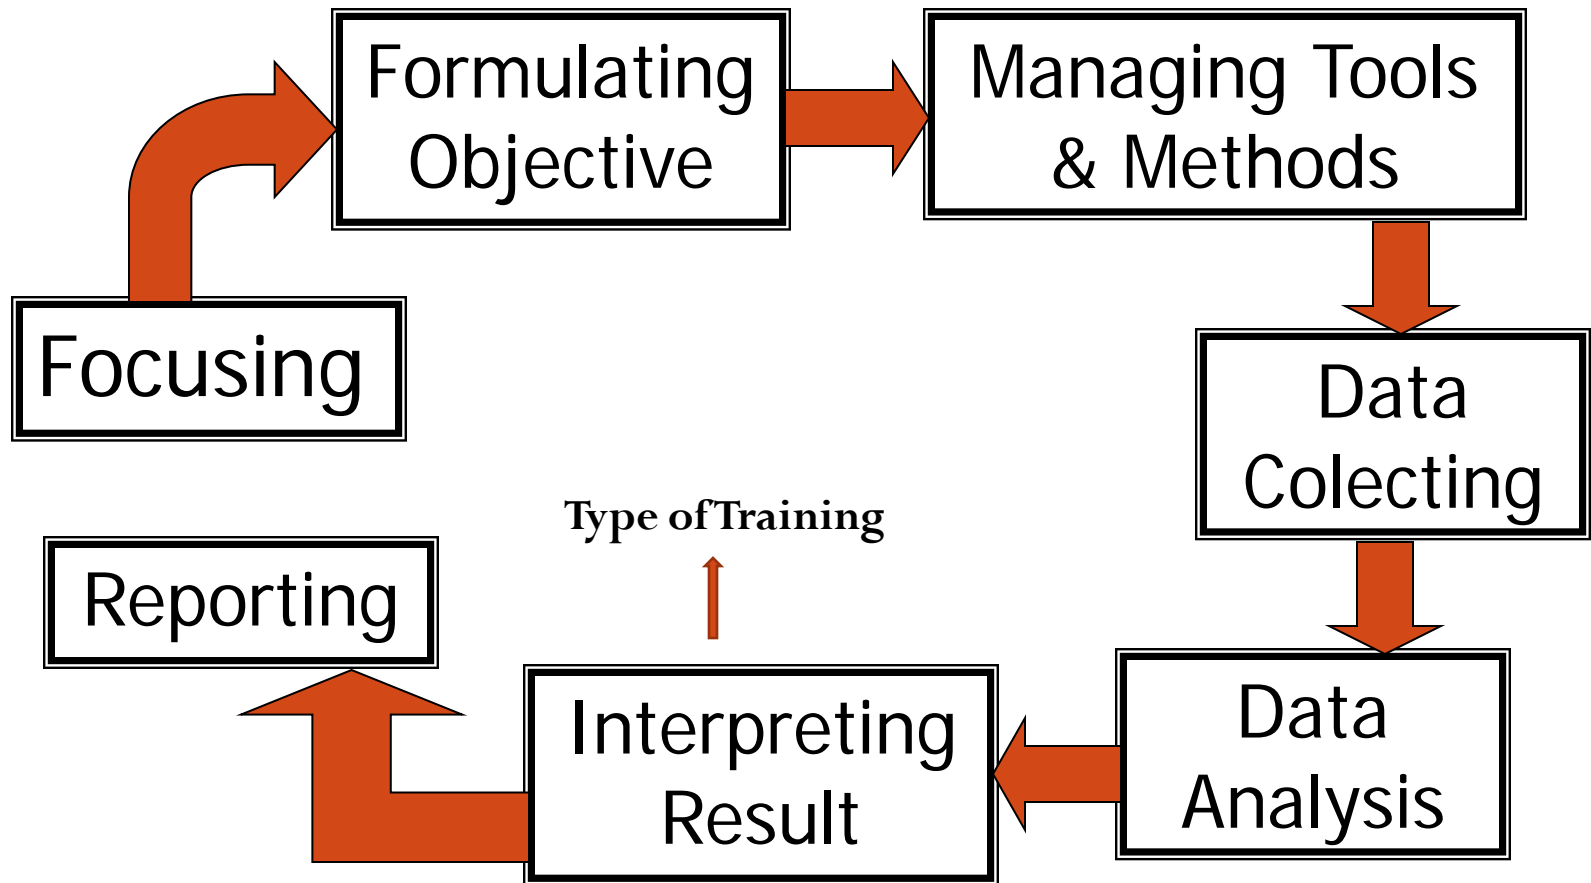 Formulating
Objective
Managing Tools
& Methods
Focusing
Data
Colecting
Type of Training
Reporting
Interpreting
Result
Data
Analysis